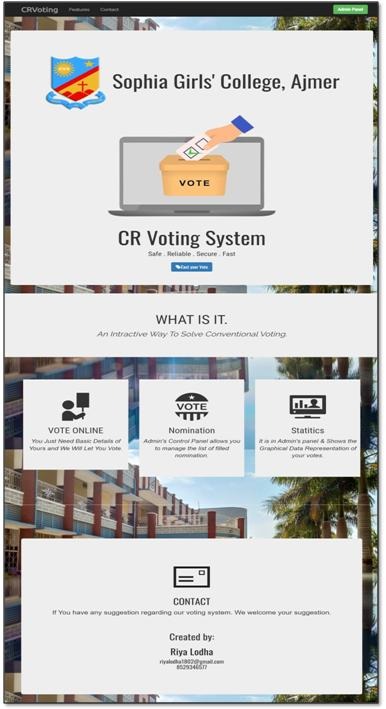 CRVoting Features Contact Admin Panel
Sophia Girls' College, Ajmer
VOTE
CR Voting System
Safe . Reliable . Secure . Fast
Cast your Vote
WHAT IS IT.
An Intractive Way To Solve Conventional Voting.
VOTE ONLINE
You Just Need Basic Details of
Yours and We Will Let You Vote.
VOTE
Nomination
Admin's Control Panel allows you
to manage the list of filled
nomination.
Statitics
It is in Admin's panel & Shows the
Graphical Data Representation of
your votes.
CONTACT
If You have any suggestion regarding our voting system. We welcome your suggestion.
Created by:
Riya Lodha
riyalodha1802@gmail.com
8529346577